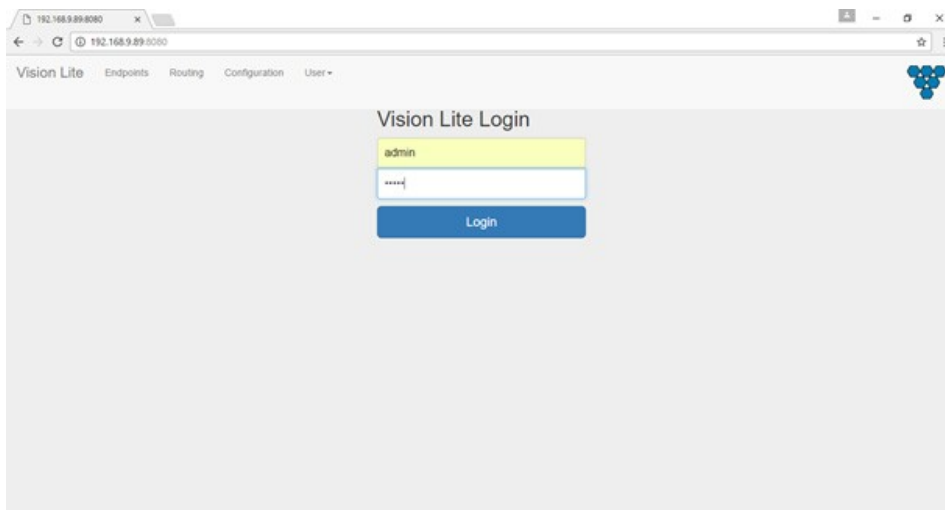 192.168.9.89:8080
192.168.9.89:8080
Vision Lite Endpoints Routing Configuration User
Vision Lite Login
admin
•••••
Login